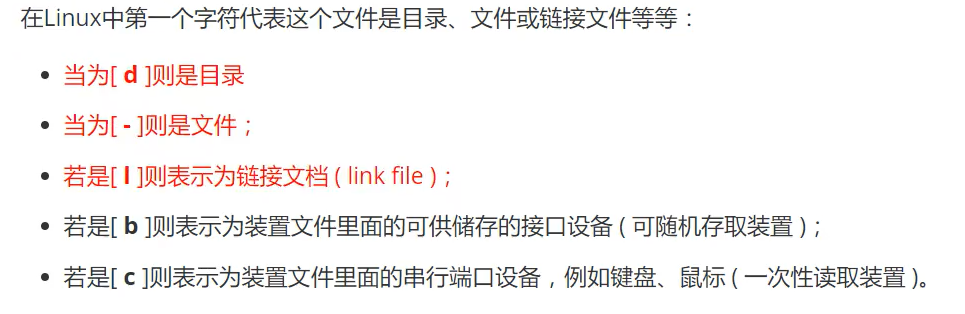 在Linux中第一个字符代表这个文件是目录、文件或链接文件等等：
当为[ d ]则是目录
当为[ - ]则是文件；
若是[ l ]则表示为链接文档 ( link file )；
若是[ b ]则表示为装置文件里面的可供储存的接口设备 ( 可随机存取装置 )；
若是[ c ]则表示为装置文件里面的串行端口设备，例如键盘、鼠标 ( 一次性读取装置 )。